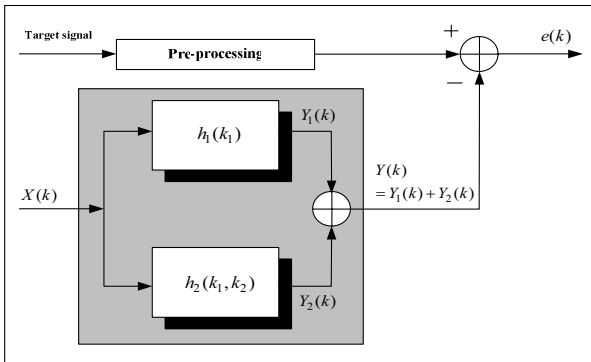 Target signal
Pre-processing
+
e(k)
−
h₁(k₁)
Y₁(k)
X(k)
Y(k)
=Y₁(k)+Y₂(k)
h₂(k₁,k₂)
Y₂(k)